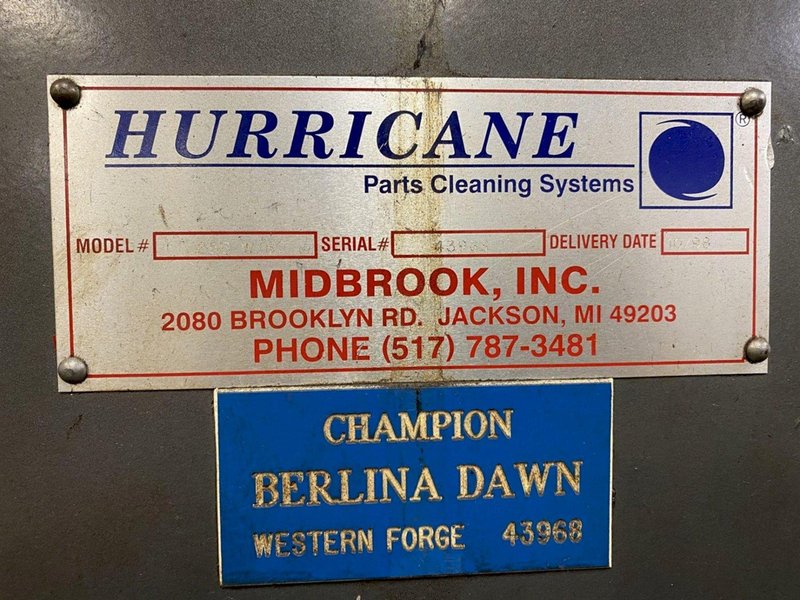 HURRICANE
®
Parts Cleaning Systems
MODEL # SERIAL# 43968 DELIVERY DATE
MIDBROOK, INC.
2080 BROOKLYN RD. JACKSON, MI 49203
PHONE (517) 787-3481
CHAMPION
BERLINA DAWN
WESTERN FORGE 43968